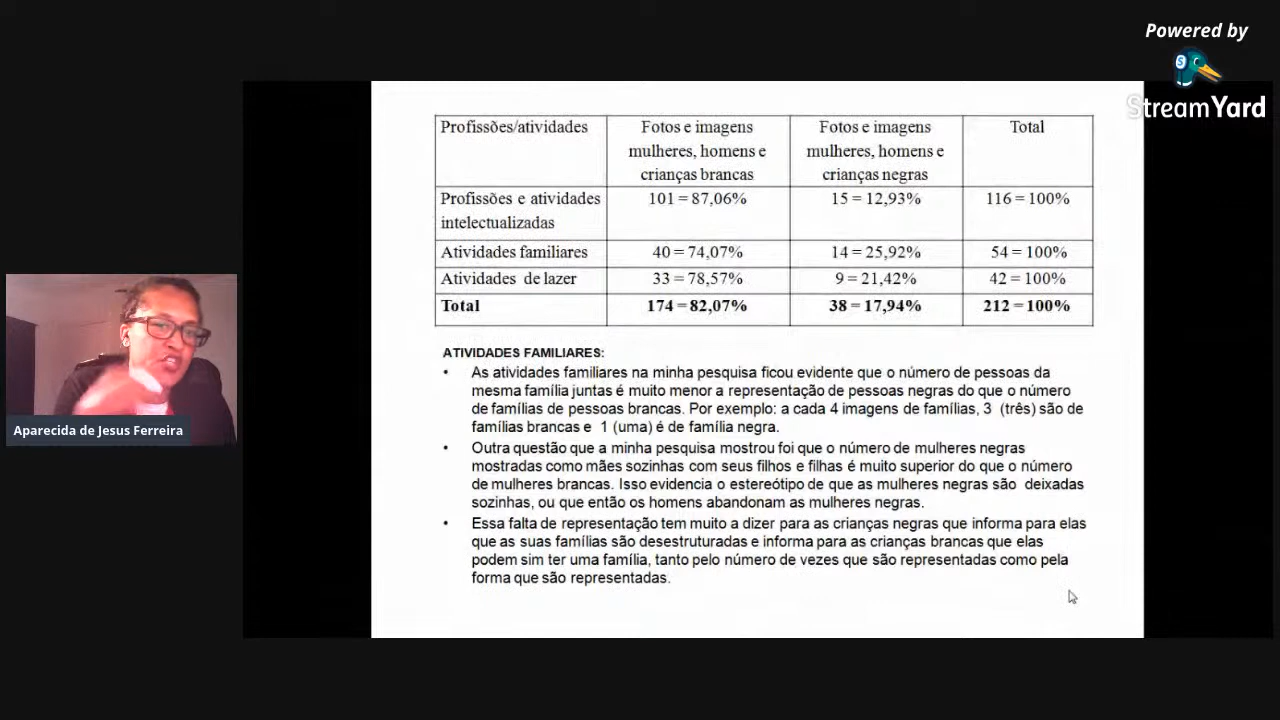 Powered by
StreamYard
Profissões/atividades
Fotos e imagens
mulheres, homens e
crianças brancas
Fotos e imagens
mulheres, homens e
crianças negras
Total
Profissões e atividades
intelectualizadas
101 = 87,06%
15 = 12,93%
116 = 100%
Atividades familiares
40 = 74,07%
14 = 25,92%
54 = 100%
Atividades de lazer
33 = 78,57%
9 = 21,42%
42 = 100%
Total
174 = 82,07%
38 = 17,94%
212 = 100%
ATIVIDADES FAMILIARES:
• As atividades familiares na minha pesquisa ficou evidente que o número de pessoas da
mesma família juntas é muito menor a representação de pessoas negras do que o número
de famílias de pessoas brancas. Por exemplo: a cada 4 imagens de famílias, 3 (três) são de
famílias brancas e 1 (uma) é de família negra.
• Outra questão que a minha pesquisa mostrou foi que o número de mulheres negras
mostradas como mães sozinhas com seus filhos e filhas é muito superior do que o número
de mulheres brancas. Isso evidencia o estereótipo de que as mulheres negras são deixadas
sozinhas, ou que então os homens abandonam as mulheres negras.
• Essa falta de representação tem muito a dizer para as crianças negras que informa para elas
que as suas famílias são desestruturadas e informa para as crianças brancas que elas
podem sim ter uma família, tanto pelo número de vezes que são representadas como pela
forma que são representadas.
Aparecida de Jesus Ferreira